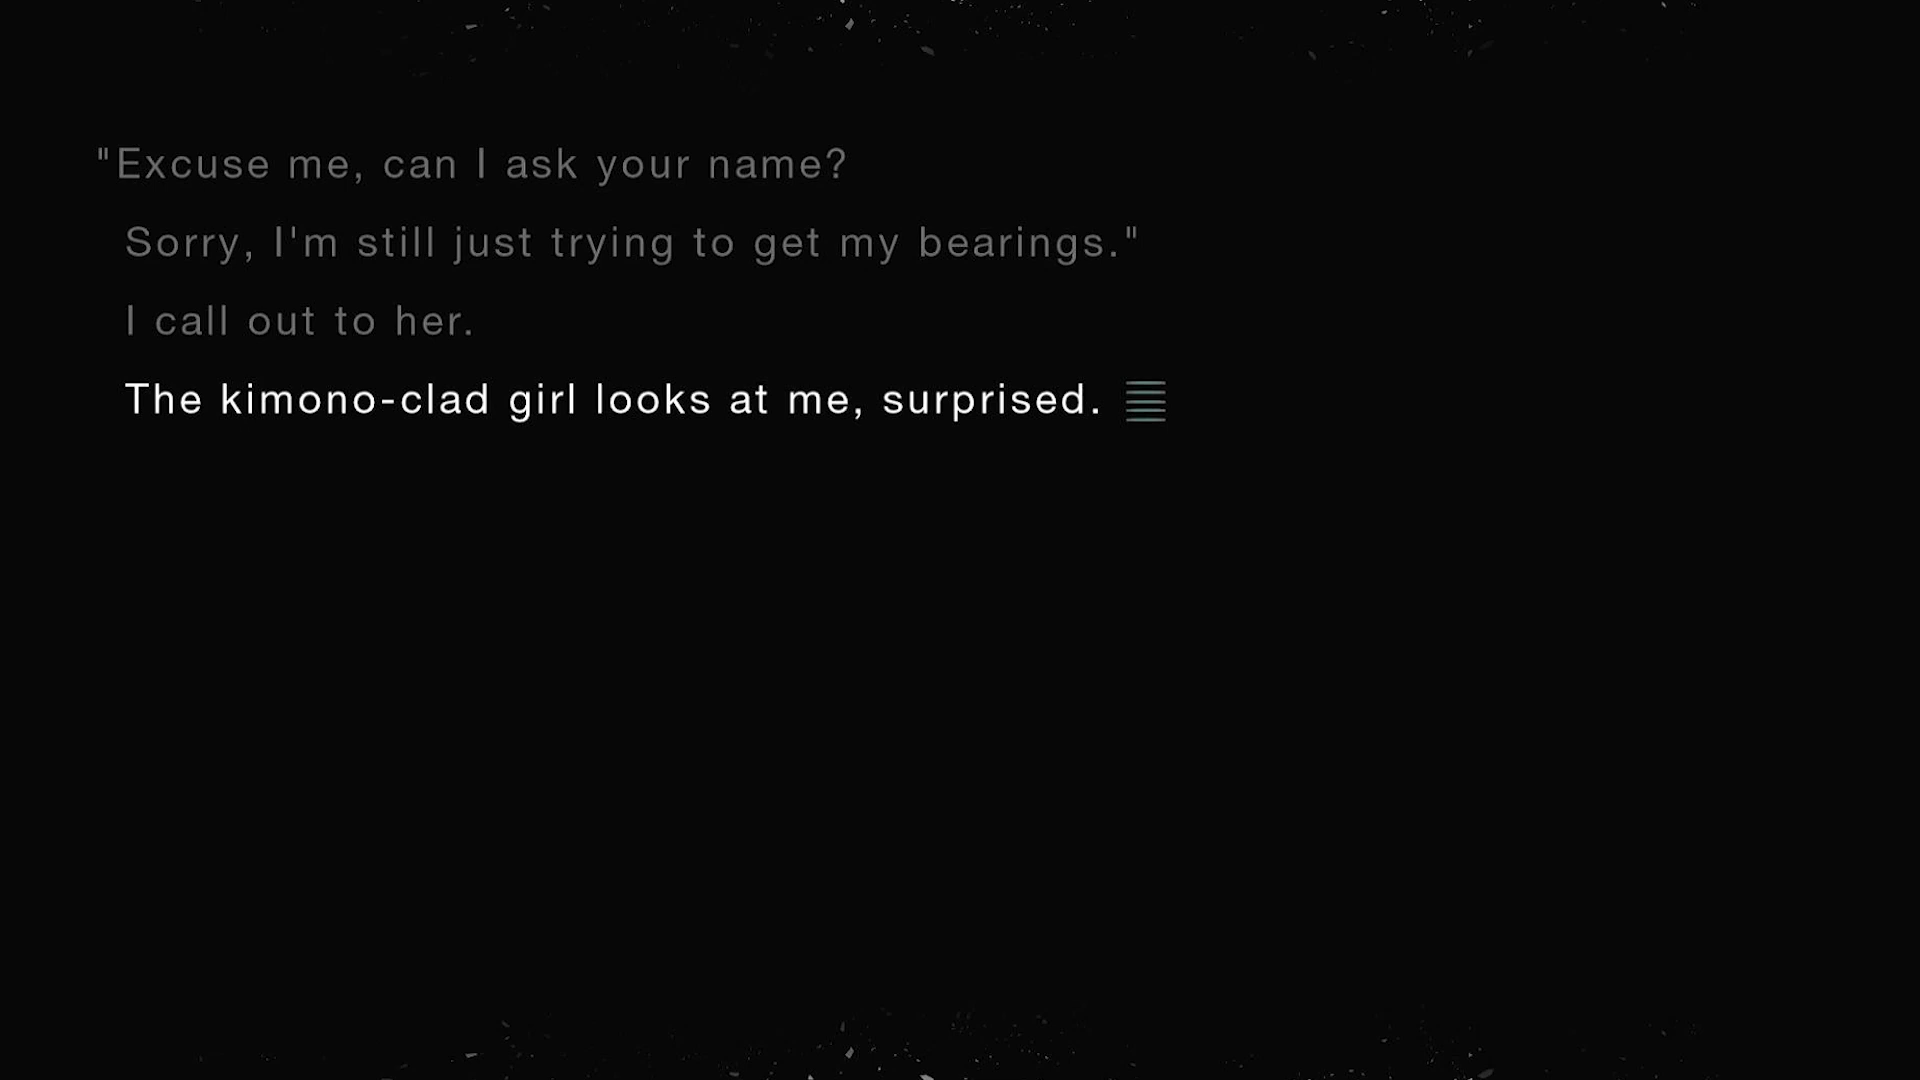 "Excuse me, can I ask your name?
Sorry, I'm still just trying to get my bearings."
I call out to her.
The kimono-clad girl looks at me, surprised.